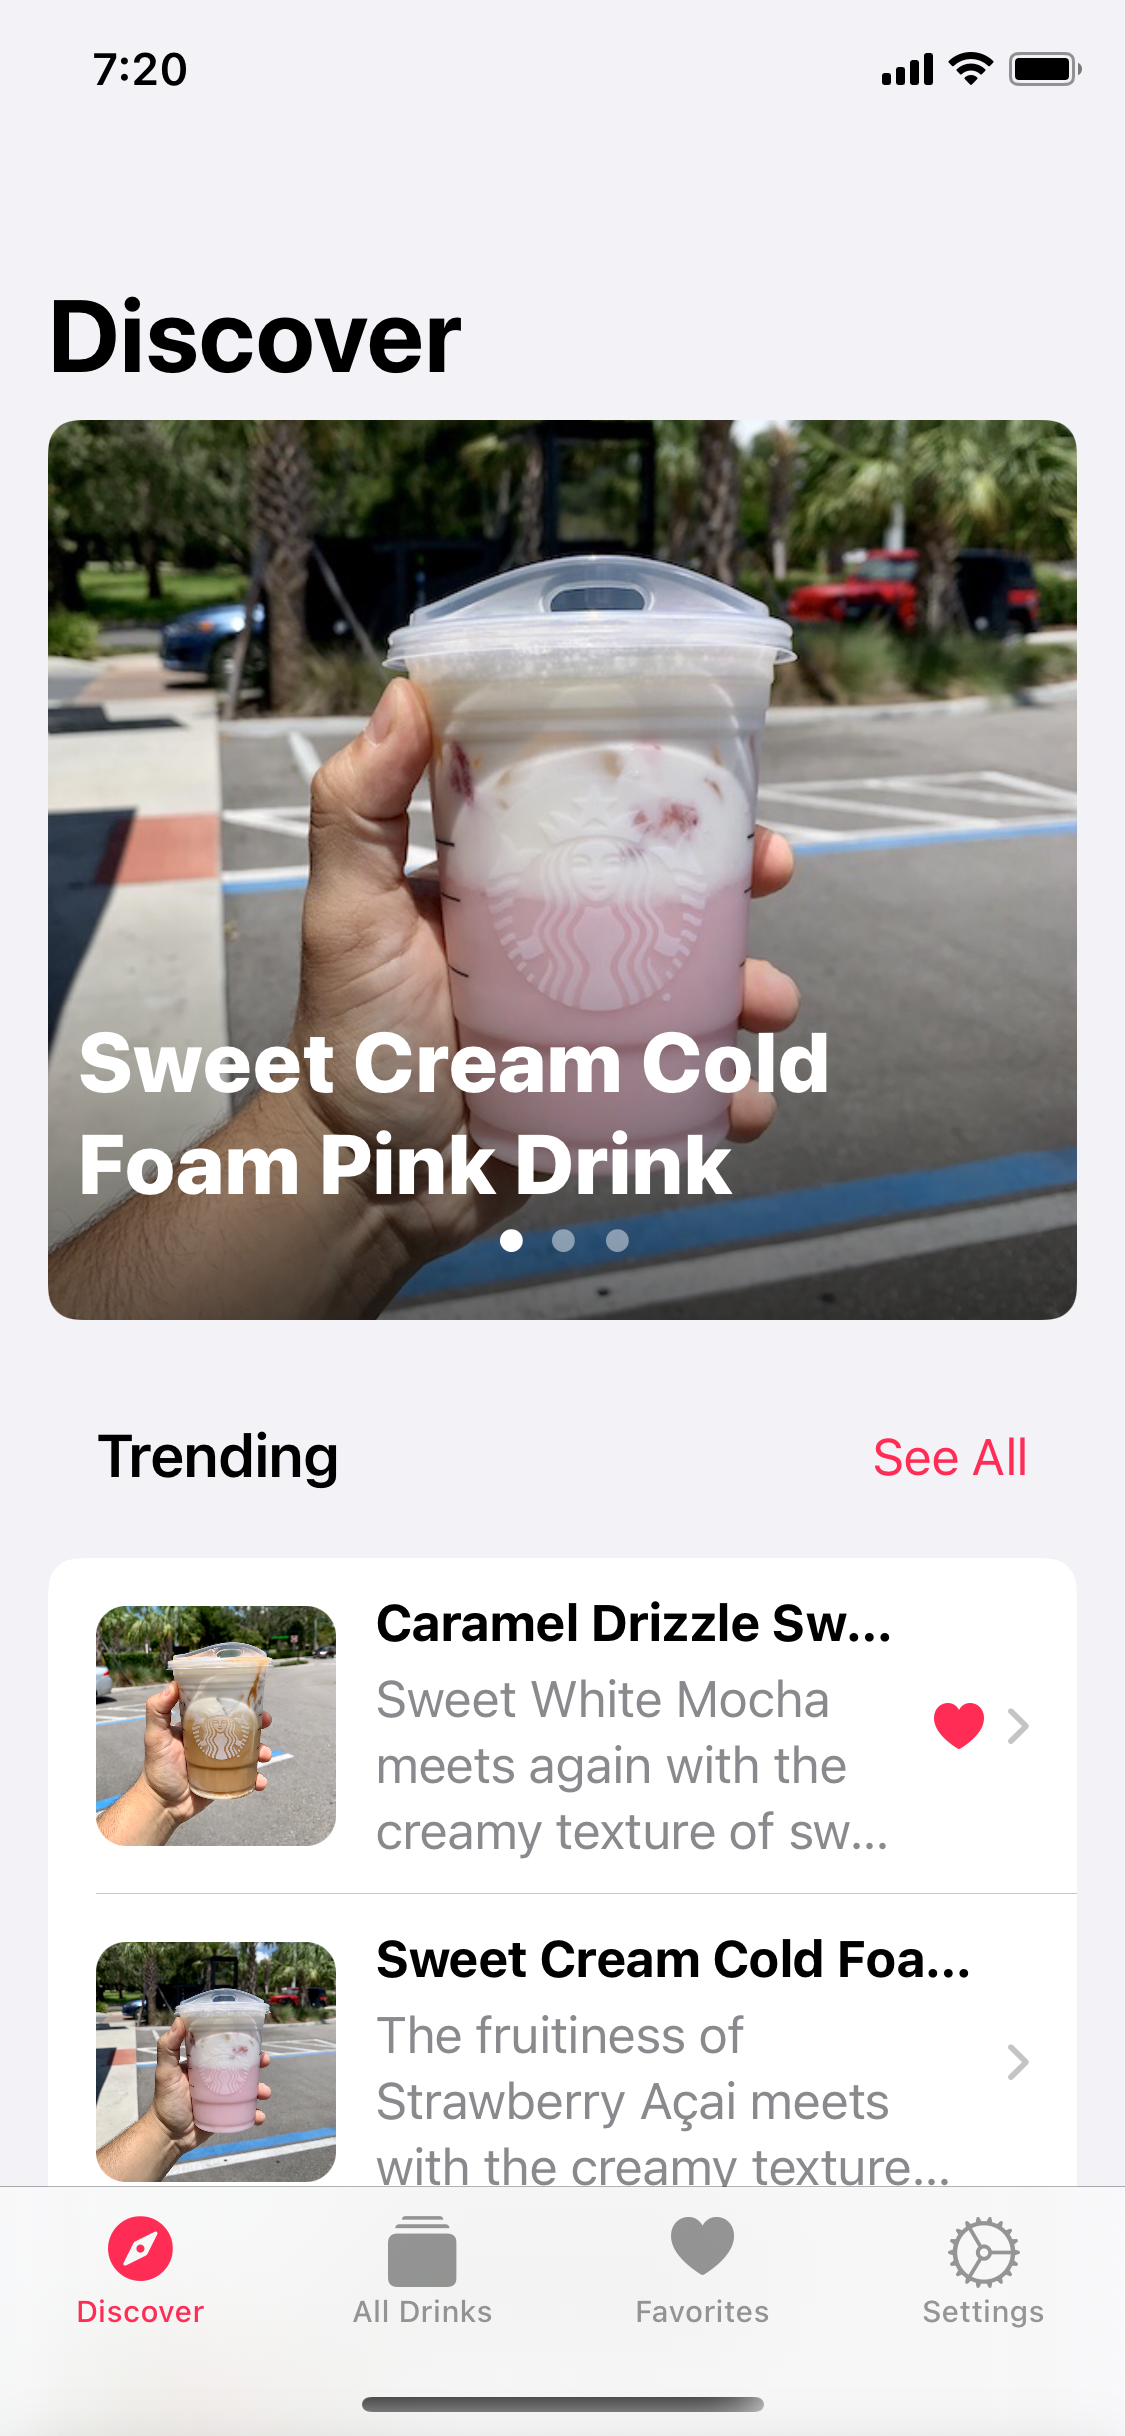 7:20
Discover
Sweet Cream Cold
Foam Pink Drink
Trending
See All
Caramel Drizzle Sw...
Sweet White Mocha
meets again with the
creamy texture of sw...
Sweet Cream Cold Foa...
The fruitiness of
Strawberry Açai meets
with the creamy texture...
Discover
All Drinks
Favorites
Settings